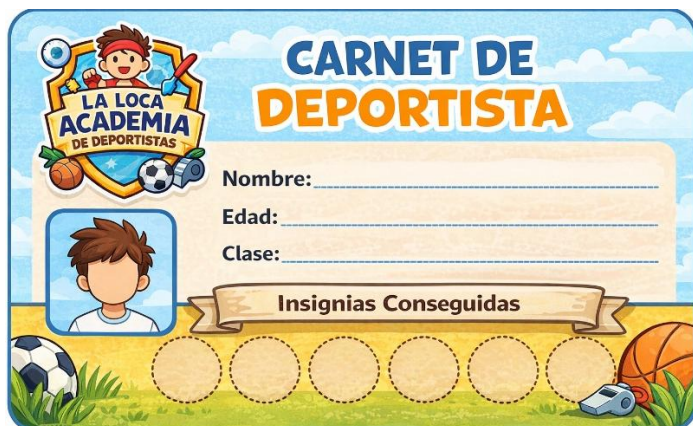 LA LOCA
ACADEMIA
DE DEPORTISTAS
CARNET DE
DEPORTISTA
Nombre:
Edad:
Clase:
Insignias Conseguidas